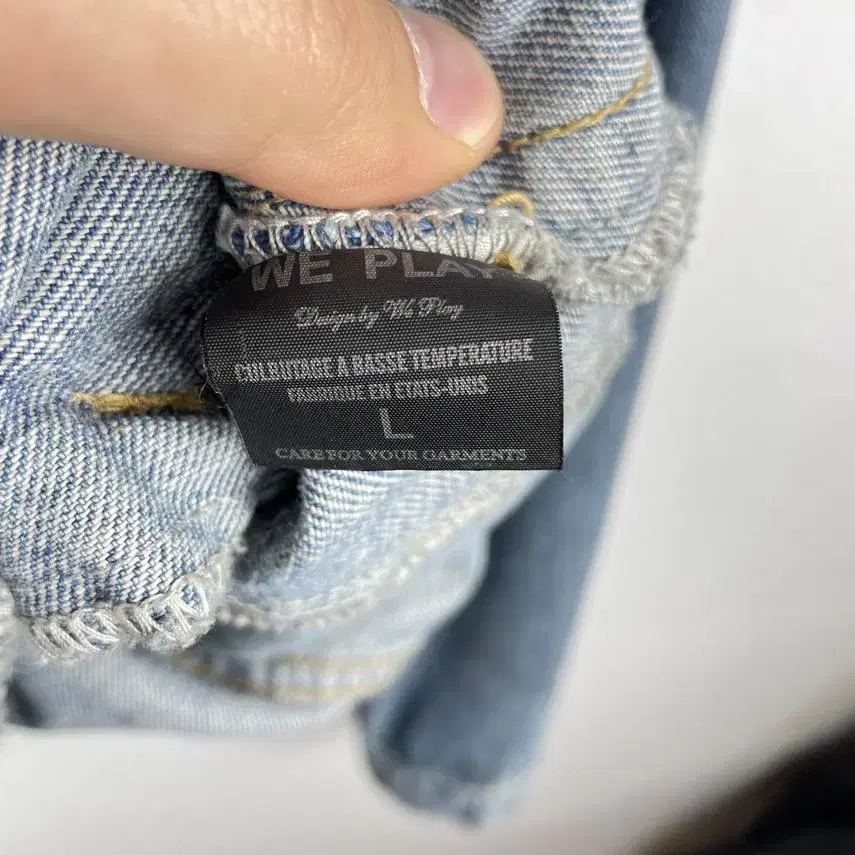 WE PLAY
Design by We Play
CULBUTAGE A BASSE TEMPERATURE
FABRIQUE EN ETATS-UNIS
L
CARE FOR YOUR GARMENTS